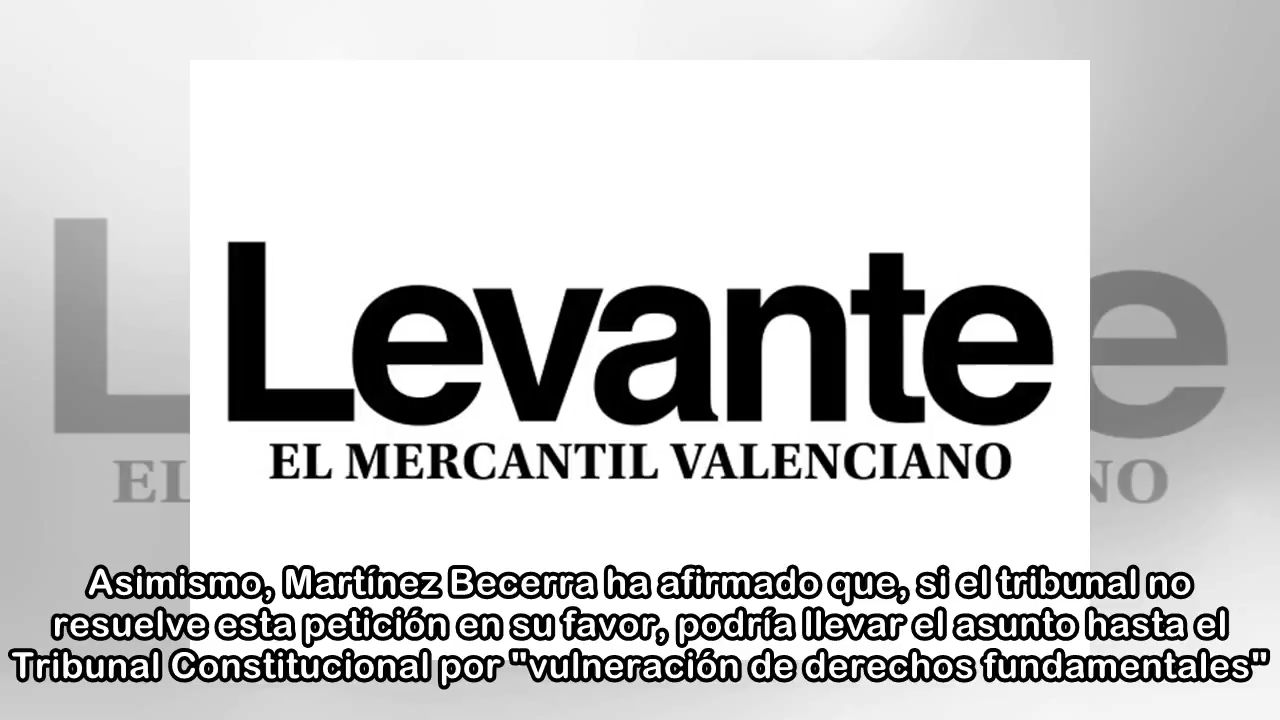 Levante
EL MERCANTIL VALENCIANO
Asimismo, Martínez Becerra ha afirmado que, si el tribunal no
resuelve esta petición en su favor, podría llevar el asunto hasta el
Tribunal Constitucional por "vulneración de derechos fundamentales"